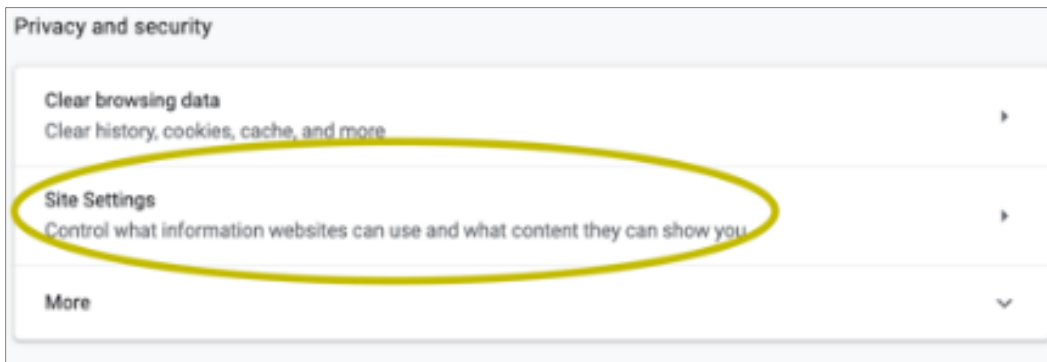 Privacy and security
Clear browsing data
Clear history, cookies, cache, and more
Site Settings
Control what information websites can use and what content they can show you
More